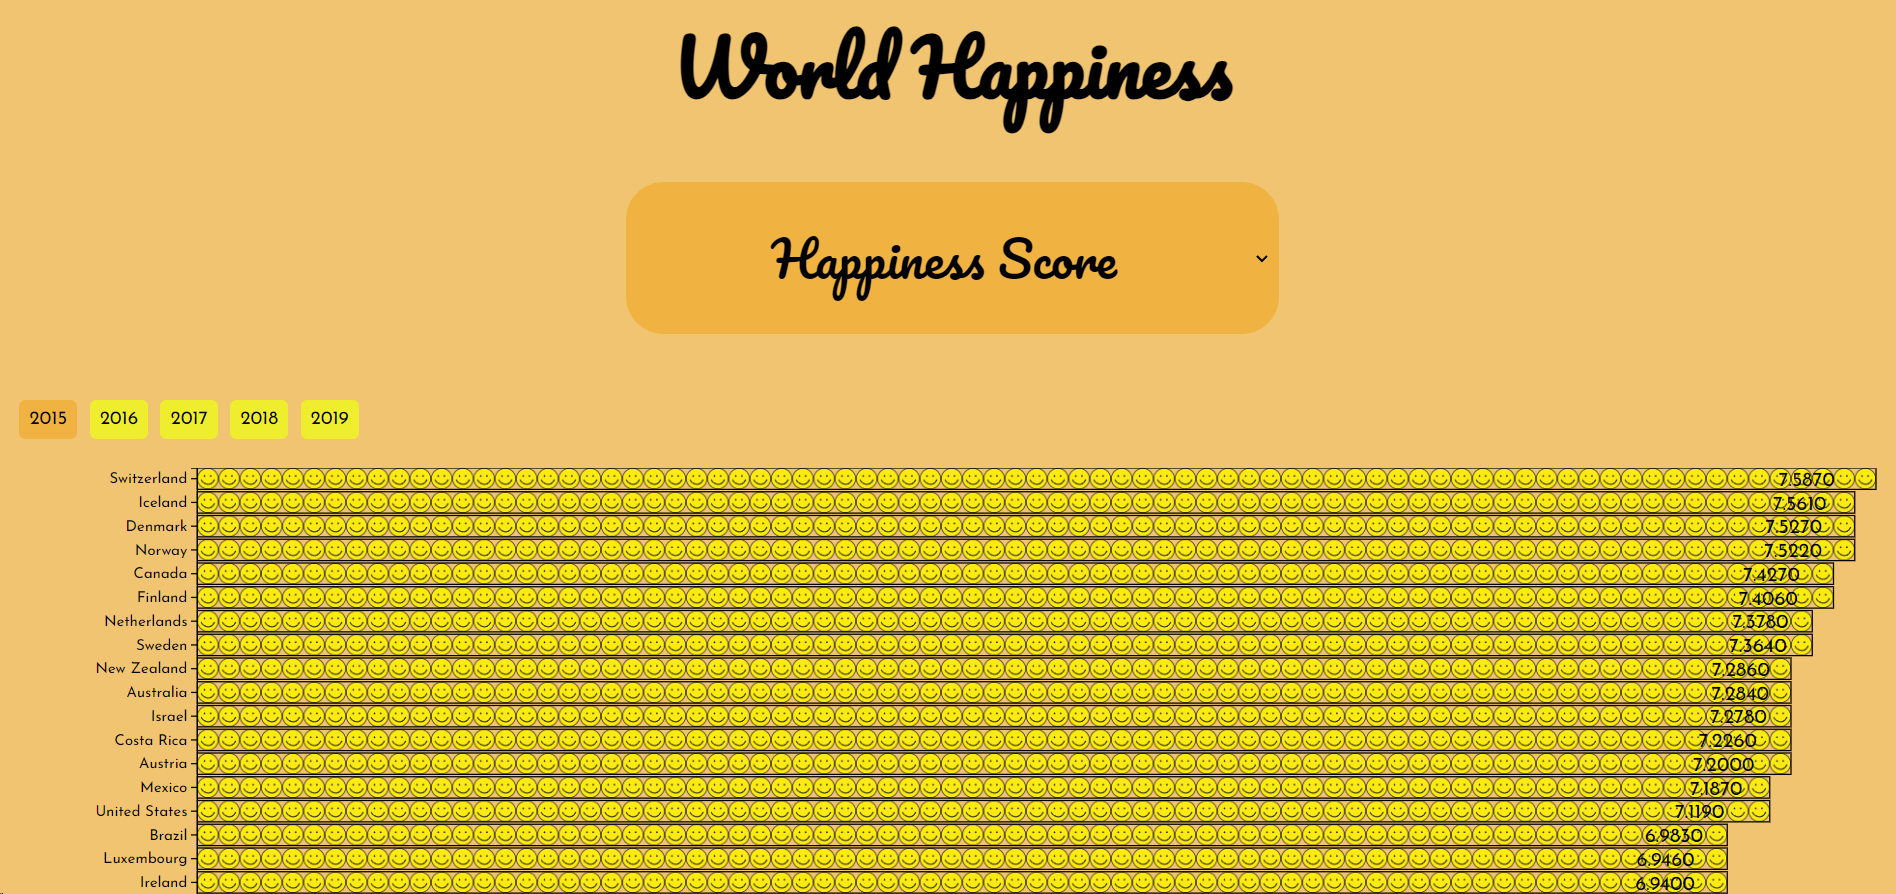 World Happiness
Happiness Score
2015 2016 2017 2018 2019
Switzerland 7.5870
Iceland 7.5610
Denmark 7.5270
Norway 7.5220
Canada 7.4270
Finland 7.4060
Netherlands 7.3780
Sweden 7.3640
New Zealand 7.2860
Australia 7.2840
Israel 7.2780
Costa Rica 7.2260
Austria 7.2000
Mexico 7.1870
United States 7.1190
Brazil 6.9830
Luxembourg 6.9460
Ireland 6.9400